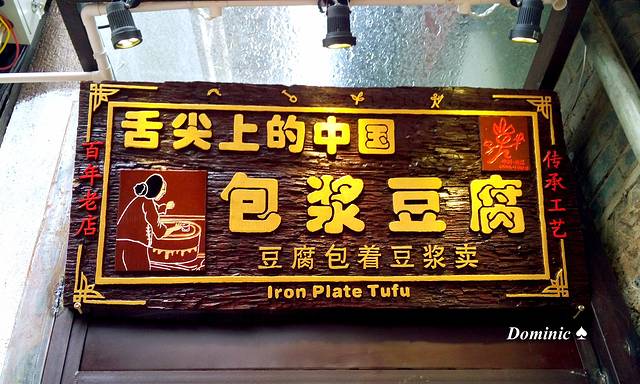 舌尖上的中国
包浆豆腐
豆腐包着豆浆卖
Iron Plate Tufu
百年老店
传承工艺
Dominic ♠